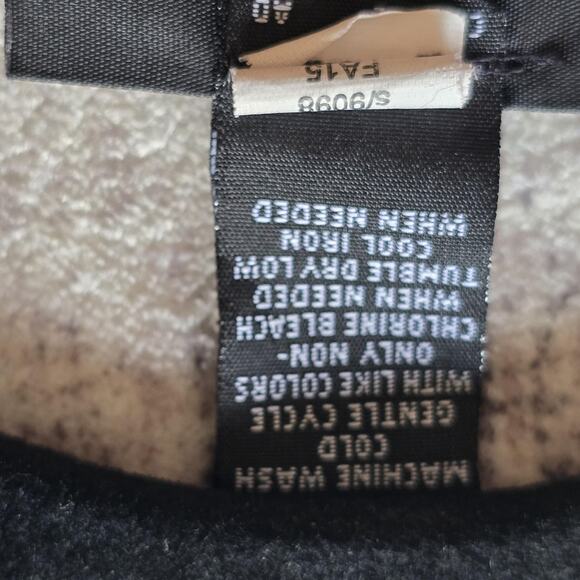 MACHINE WASH
COLD
GENTLE CYCLE
WITH LIKE COLORS
ONLY NON-
CHLORINE BLEACH
WHEN NEEDED
TUMBLE DRY LOW
COOL IRON
WHEN NEEDED
S/9098
FA15